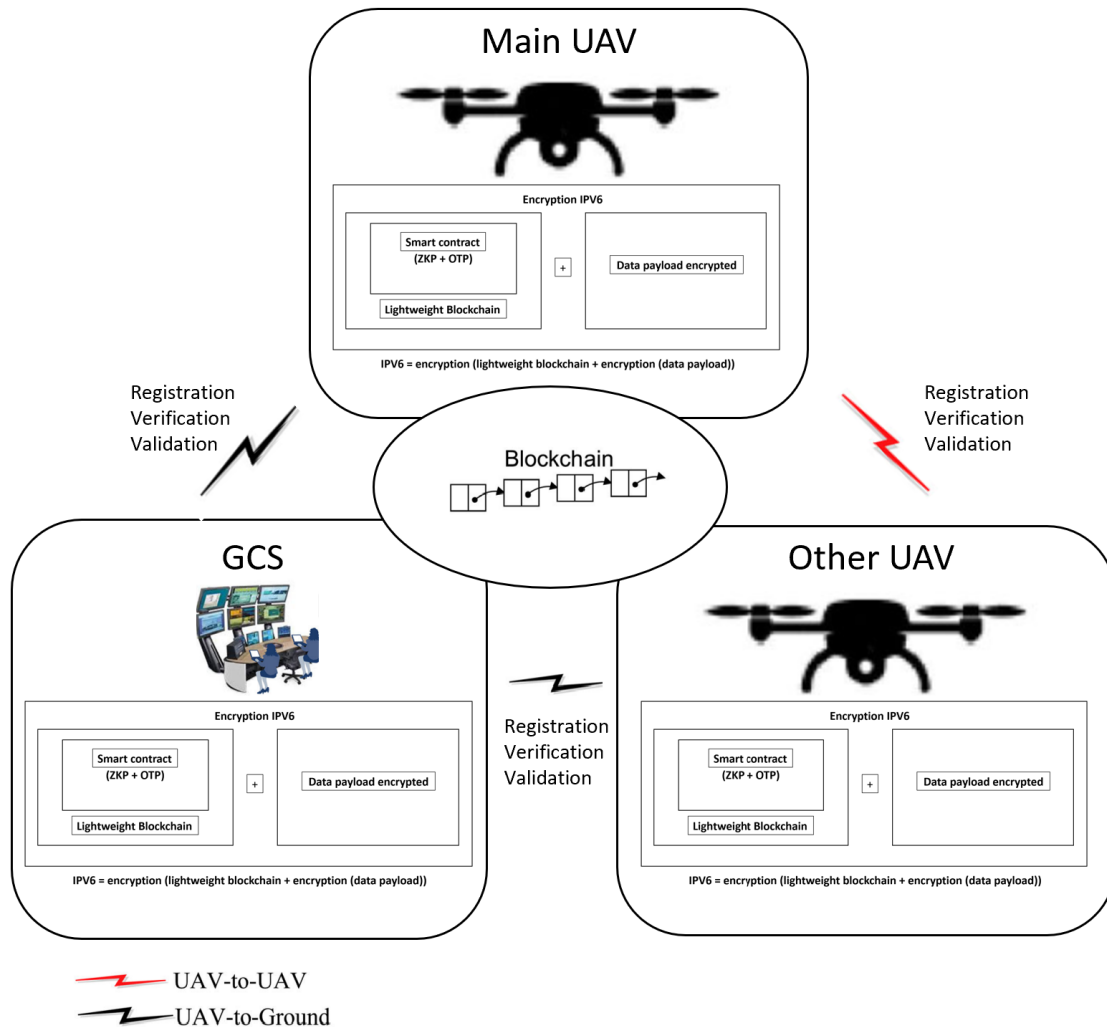 Main UAV
Encryption IPV6
Smart contract
(ZKP + OTP)
+
Data payload encrypted
Lightweight Blockchain
IPV6 = encryption (lightweight blockchain + encryption (data payload))
Registration
Verification
Validation
Registration
Verification
Validation
Blockchain
GCS
Encryption IPV6
Smart contract
(ZKP + OTP)
+
Data payload encrypted
Lightweight Blockchain
IPV6 = encryption (lightweight blockchain + encryption (data payload))
Registration
Verification
Validation
Other UAV
Encryption IPV6
Smart contract
(ZKP + OTP)
+
Data payload encrypted
Lightweight Blockchain
IPV6 = encryption (lightweight blockchain + encryption (data payload))
UAV-to-UAV
UAV-to-Ground